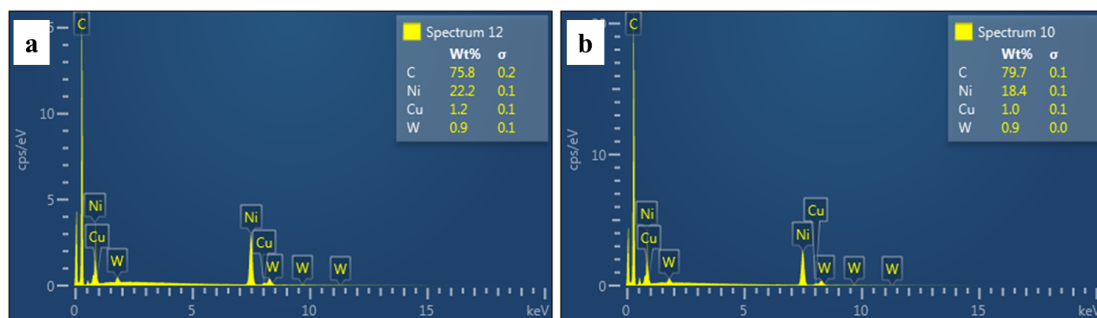 a
Spectrum 12
Wt% σ
C 75.8 0.2
Ni 22.2 0.1
Cu 1.2 0.1
W 0.9 0.1
C
Ni
Cu
W
Ni
Cu
W
W
W
cps/eV
15
10
5
0
0 5 10 15 keV
b
Spectrum 10
Wt% σ
C 79.7 0.1
Ni 18.4 0.1
Cu 1.0 0.1
W 0.9 0.0
C
Ni
Cu
W
Cu
Ni
W
W
W
cps/eV
20
10
0
0 5 10 15 keV